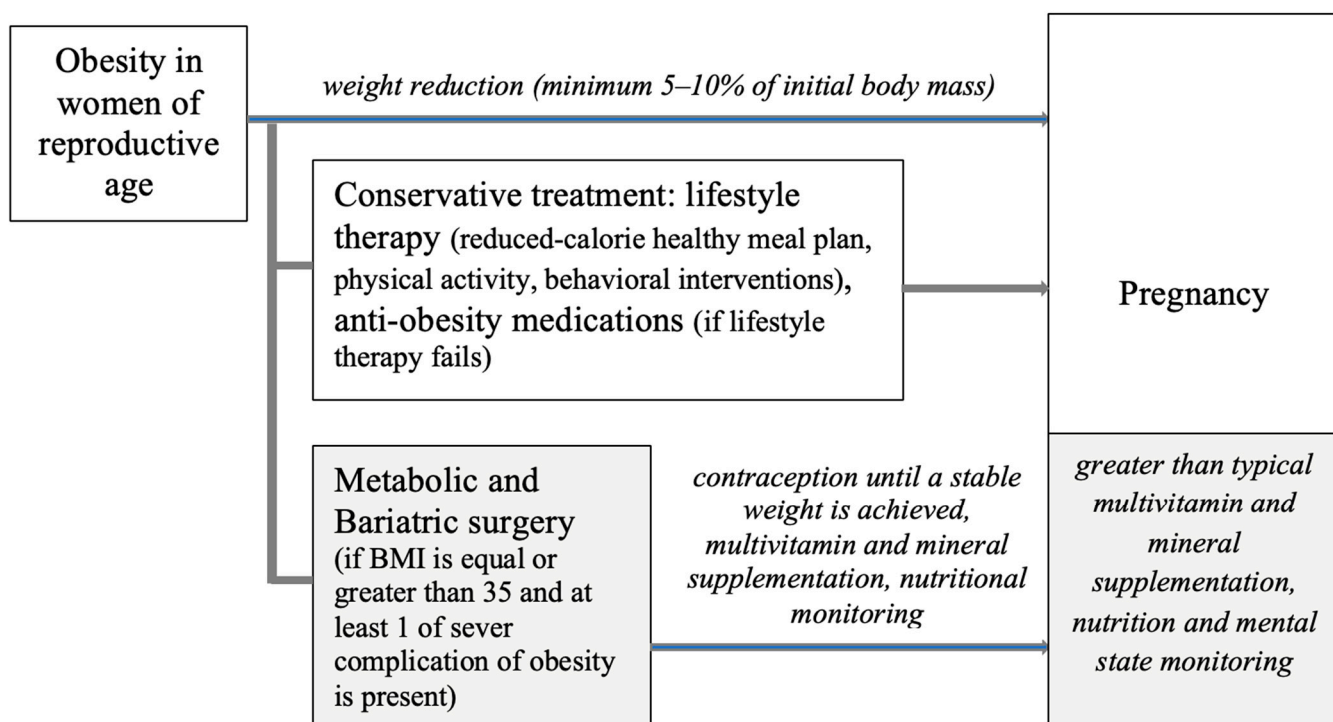 Obesity in
women of
reproductive
age
weight reduction (minimum 5–10% of initial body mass)
Conservative treatment: lifestyle
therapy (reduced-calorie healthy meal plan,
physical activity, behavioral interventions),
anti-obesity medications (if lifestyle
therapy fails)
Pregnancy
Metabolic and
Bariatric surgery
(if BMI is equal or
greater than 35 and at
least 1 of sever
complication of obesity
is present)
contraception until a stable
weight is achieved,
multivitamin and mineral
supplementation, nutritional
monitoring
greater than typical
multivitamin and
mineral
supplementation,
nutrition and mental
state monitoring